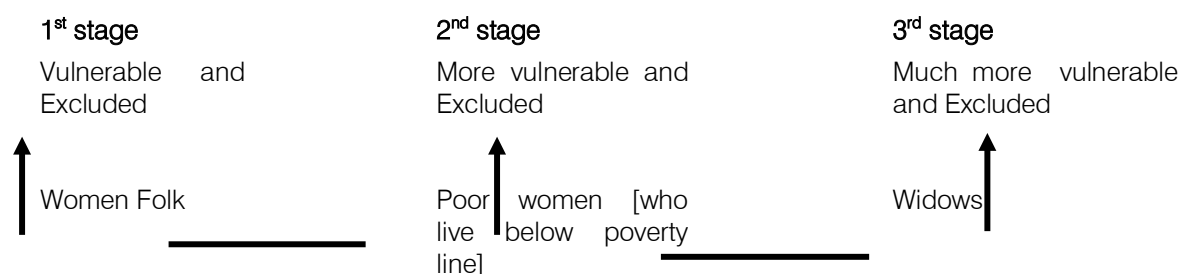 1st stage
Vulnerable and
Excluded
Women Folk
2nd stage
More vulnerable and
Excluded
Poor women [who
live below poverty
line]
3rd stage
Much more vulnerable
and Excluded
Widows